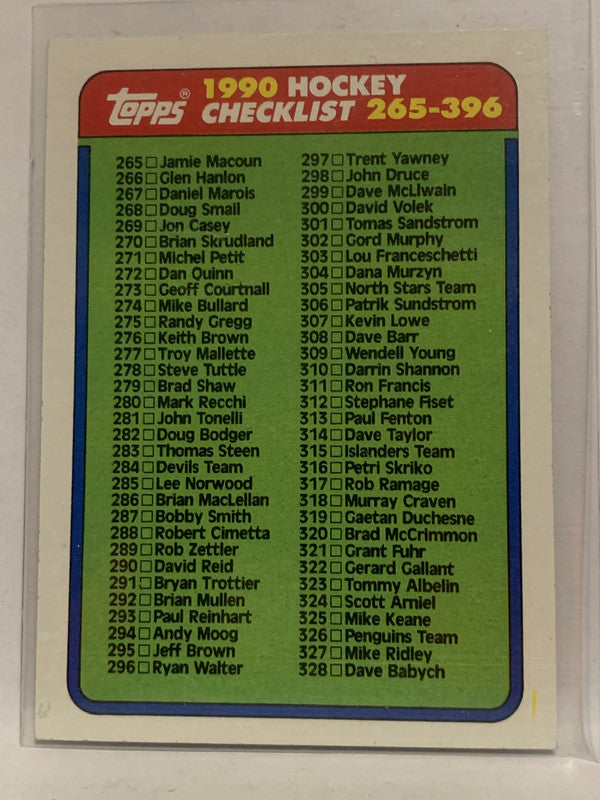 Topps® 1990 HOCKEY
CHECKLIST 265-396
265 Jamie Macoun
266 Glen Hanlon
267 Daniel Marois
268 Doug Smail
269 Jon Casey
270 Brian Skrudland
271 Michel Petit
272 Dan Quinn
273 Geoff Courtnall
274 Mike Bullard
275 Randy Gregg
276 Keith Brown
277 Troy Mallette
278 Steve Tuttle
279 Brad Shaw
280 Mark Recchi
281 John Tonelli
282 Doug Bodger
283 Thomas Steen
284 Devils Team
285 Lee Norwood
286 Brian MacLellan
287 Bobby Smith
288 Robert Cimetta
289 Rob Zettler
290 David Reid
291 Bryan Trottier
292 Brian Mullen
293 Paul Reinhart
294 Andy Moog
295 Jeff Brown
296 Ryan Walter
297 Trent Yawney
298 John Druce
299 Dave McLlwain
300 David Volek
301 Tomas Sandstrom
302 Gord Murphy
303 Lou Franceschetti
304 Dana Murzyn
305 North Stars Team
306 Patrik Sundstrom
307 Kevin Lowe
308 Dave Barr
309 Wendell Young
310 Darrin Shannon
311 Ron Francis
312 Stephane Fiset
313 Paul Fenton
314 Dave Taylor
315 Islanders Team
316 Petri Skriko
317 Rob Ramage
318 Murray Craven
319 Gaetan Duchesne
320 Brad McCrimmon
321 Grant Fuhr
322 Gerard Gallant
323 Tommy Albelin
324 Scott Arniel
325 Mike Keane
326 Penguins Team
327 Mike Ridley
328 Dave Babych